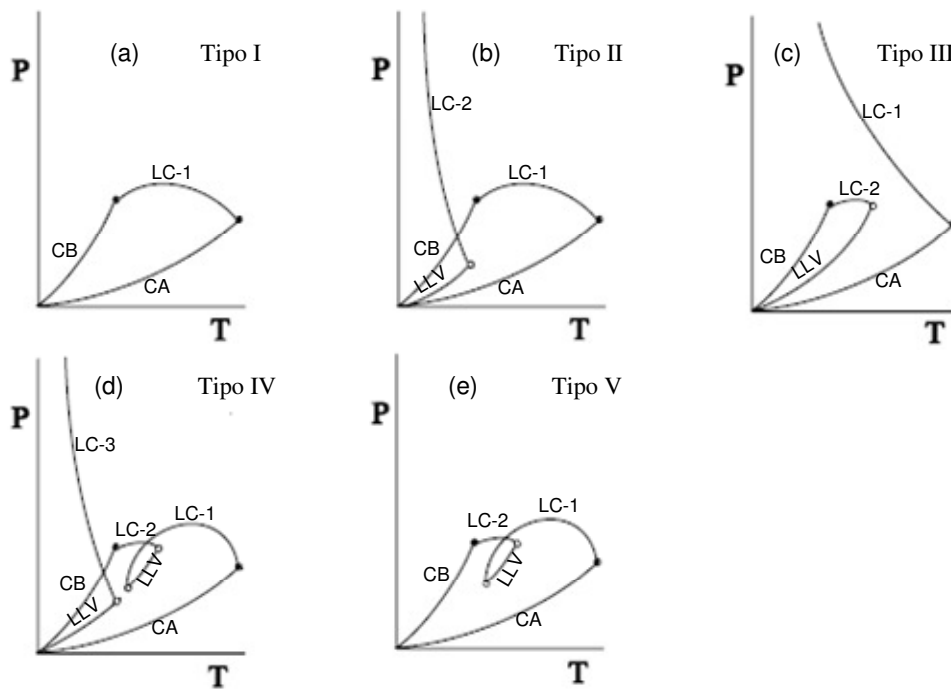 (a) Tipo I
P
LC-1
CB
CA
T
(b) Tipo II
P
LC-2
LC-1
CB
LLV
CA
T
(c) Tipo III
P
LC-1
LC-2
CB
LLV
CA
T
(d) Tipo IV
P
LC-3
LC-1
LC-2
CB
LLV
LLV
CA
T
(e) Tipo V
P
LC-1
LC-2
CB
LLV
CA
T